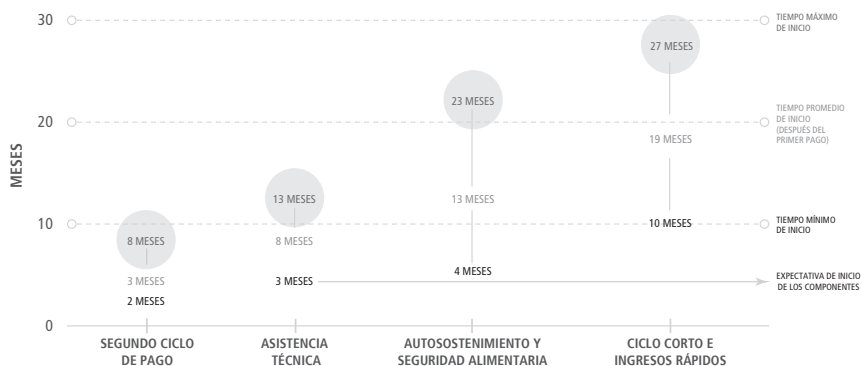 30
20
10
0
MESES
8 MESES
3 MESES
2 MESES
13 MESES
8 MESES
3 MESES
23 MESES
13 MESES
4 MESES
27 MESES
19 MESES
10 MESES
TIEMPO MÁXIMO
DE INICIO
TIEMPO PROMEDIO
DE INICIO
(DESPUÉS DEL
PRIMER PAGO)
TIEMPO MÍNIMO
DE INICIO
EXPECTATIVA DE INICIO
DE LOS COMPONENTES
SEGUNDO CICLO
DE PAGO
ASISTENCIA
TÉCNICA
AUTOSOSTENIMIENTO Y
SEGURIDAD ALIMENTARIA
CICLO CORTO E
INGRESOS RÁPIDOS